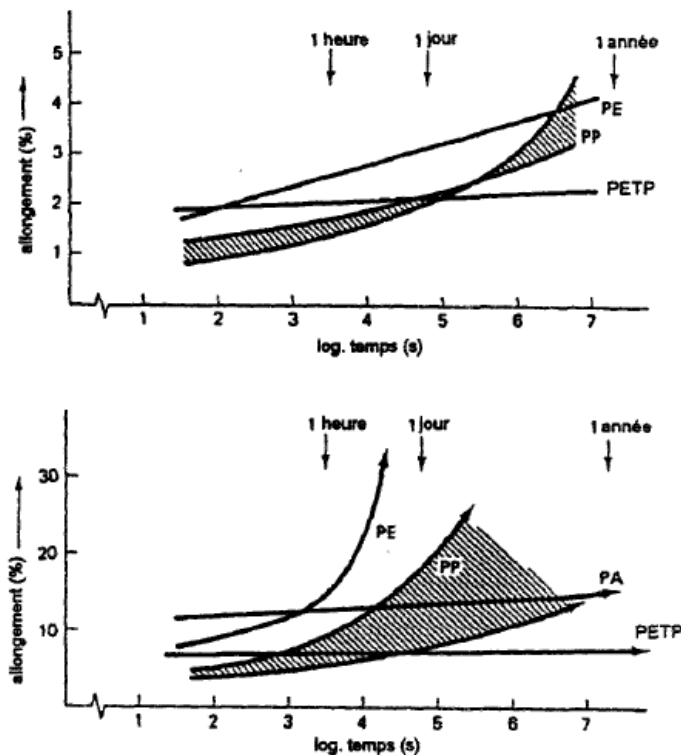 1 heure 1 jour 1 année
5
4
3
2
1
allongement (%)
PE
PP
PETP
1 2 3 4 5 6 7
log. temps (s)
1 heure 1 jour 1 année
30
20
10
allongement (%)
PE
PP
PA
PETP
1 2 3 4 5 6 7
log. temps (s)